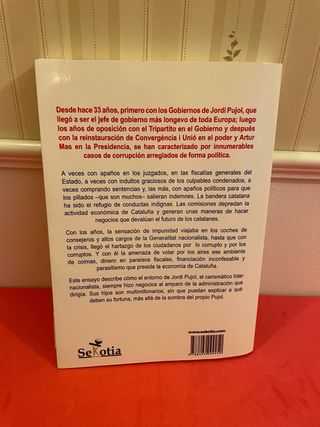 Desde hace 33 años, primero con los Gobiernos de Jordi Pujol, que
llegó a ser el jefe de gobierno más longevo de toda Europa; luego
los años de oposición con el Tripartito en el Gobierno y después
con la reinstauración de Convergència i Unió en el poder y Artur
Mas en la Presidencia, se han caracterizado por innumerables
casos de corrupción arreglados de forma política.
A veces con apaños en los juzgados, en las fiscalías generales del
Estado, a veces con indultos graciosos de los culpables condenados, a
veces comprando sentencias y, las más, con apaños políticos para que
los pillados –que son muchos– salieran indemnes. La bandera catalana
ha sido el refugio de conductas indignas. Las comisiones depredan la
actividad económica de Cataluña y generan unas maneras de hacer
negocios que devalúan el futuro de los catalanes.
Con los años, la sensación de impunidad viajaba en los coches de
consejeros y altos cargos de la Generalitat nacionalista, hasta que con
la crisis, llegó el hartazgo de los ciudadanos por lo corrupto y por los
corruptos. Y con él la amenaza de volar por los aires ese ambiente
de coimas, dinero en paraísos fiscales, financiación inconfesable y
parasitismo que preside la economía de Cataluña.
Este ensayo describe cómo el entorno de Jordi Pujol, el carismático líder
nacionalista, siempre hizo negocios al amparo de la administración que
dirigía. Sus hijos son multimillonarios, sin que puedan explicar a qué
deben su fortuna, más allá de la sombra del propio Pujol.
www.sekotia.com
Sekotia